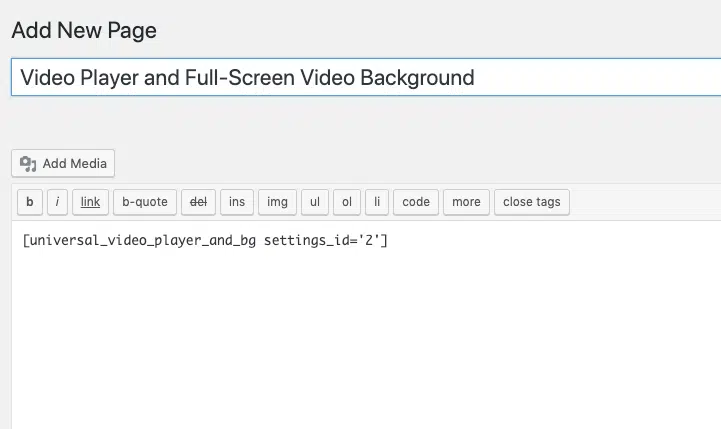 Add New Page
Video Player and Full-Screen Video Background
Add Media
b i link b-quote del ins img ul ol li code more close tags
[universal_video_player_and_bg settings_id='2']